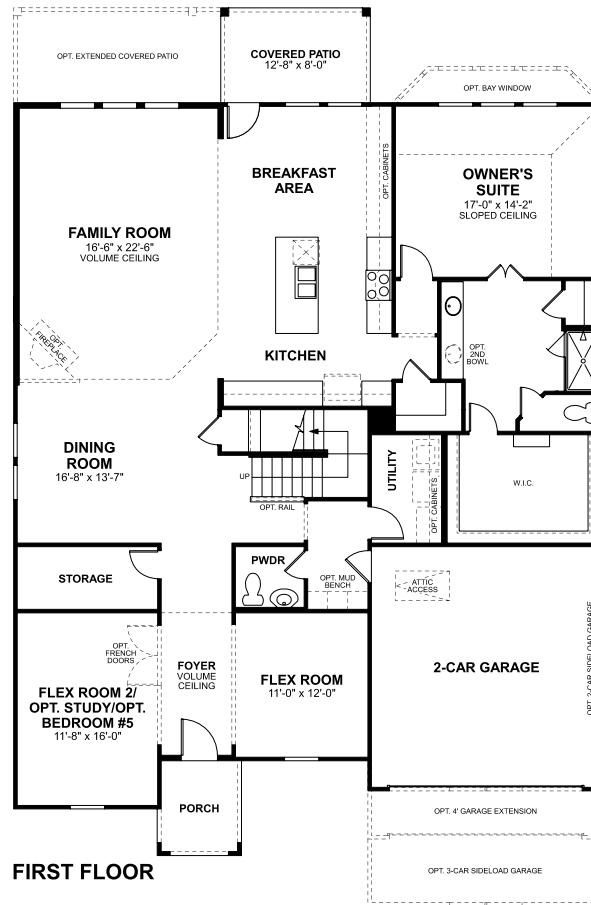 OPT. EXTENDED COVERED PATIO
COVERED PATIO
12'-8" x 8'-0"
OPT. BAY WINDOW
BREAKFAST
AREA
OPT. CABINETS
OWNER'S
SUITE
17'-0" x 14'-2"
SLOPED CEILING
FAMILY ROOM
16'-6" x 22'-6"
VOLUME CEILING
OPT.
FIREPLACE
KITCHEN
OPT.
2ND
BOWL
DINING
ROOM
16'-8" x 13'-7"
UP
OPT. RAIL
UTILITY
OPT. CABINETS
W.I.C.
STORAGE
PWDR
OPT. MUD
BENCH
ATTIC
ACCESS
OPT.
FRENCH
DOORS
FOYER
VOLUME
CEILING
FLEX ROOM
11'-0" x 12'-0"
2-CAR GARAGE
OPT. 2-CAR SIDELOAD GARAGE
FLEX ROOM 2/
OPT. STUDY/OPT.
BEDROOM #5
11'-8" x 16'-0"
PORCH
OPT. 4' GARAGE EXTENSION
OPT. 3-CAR SIDELOAD GARAGE
FIRST FLOOR